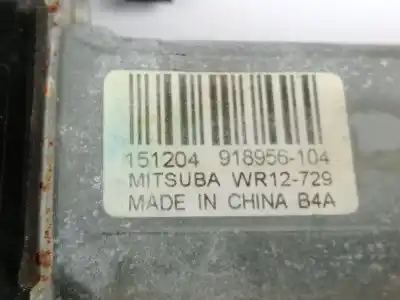 151204 918956-104
MITSUBA WR12-729
MADE IN CHINA B4A